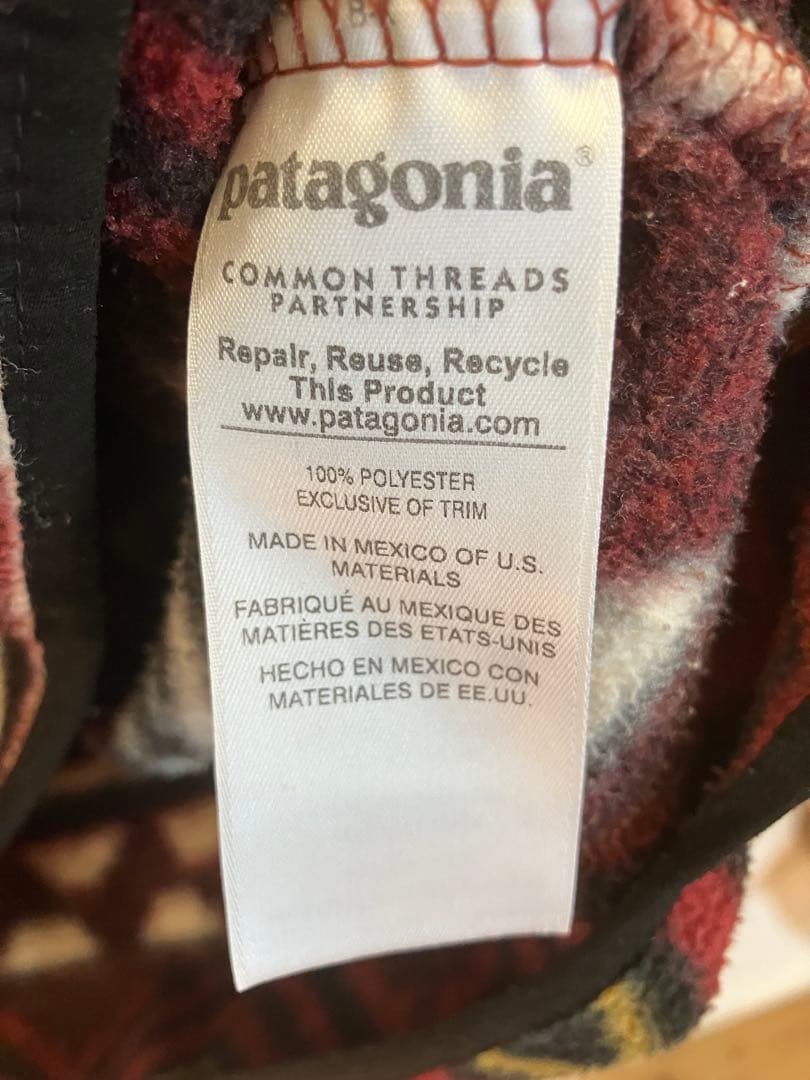 patagonia®
COMMON THREADS
PARTNERSHIP
Repair, Reuse, Recycle
This Product
www.patagonia.com
100% POLYESTER
EXCLUSIVE OF TRIM
MADE IN MEXICO OF U.S.
MATERIALS
FABRIQUÉ AU MEXIQUE DES
MATIÈRES DES ETATS-UNIS
HECHO EN MEXICO CON
MATERIALES DE EE.UU.